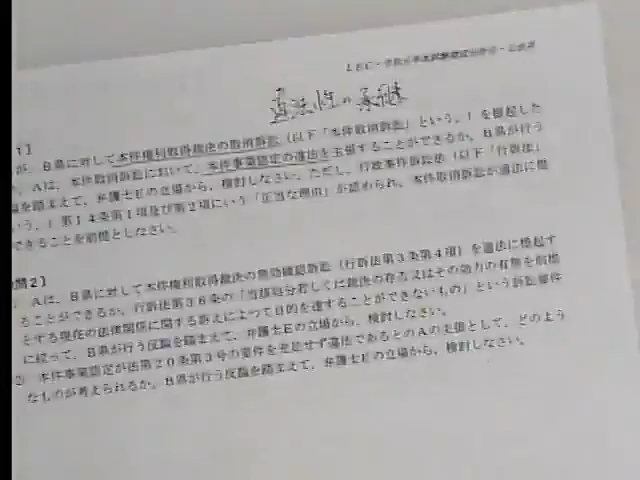 違法性の承継
1】
が、B県に対して本件権利取得裁決の取消訴訟（以下「本件取消訴訟」という。）を提起した
、Aは、本件取消訴訟において、本件事業認定の違法を主張することができるか。B県が行う
論を踏まえて、弁護士Eの立場から、検討しなさい。ただし、行政事件訴訟法（以下「行訴法」
いう。）第14条第1項及び第2項にいう「正当な理由」が認められ、本件取消訴訟が適法に提
できることを前提としなさい。
問2】
Aは、B県に対して本件権利取得裁決の無効確認訴訟（行訴法第3条第4項）を適法に提起す
ることができるか。行訴法第36条の「当該処分若しくは裁決の存否又はその効力の有無を前提
とする現在の法律関係に関する訴えによつて目的を達することができないもの」という訴訟要件
に絞って、B県が行う反論を踏まえて、弁護士Eの立場から、検討しなさい。
2) 本件事業認定が法第20条第3号の要件を充足せず違法であるとのAの主張として、どのよう
なものが考えられるか。B県が行う反論を踏まえて、弁護士Eの立場から、検討しなさい。